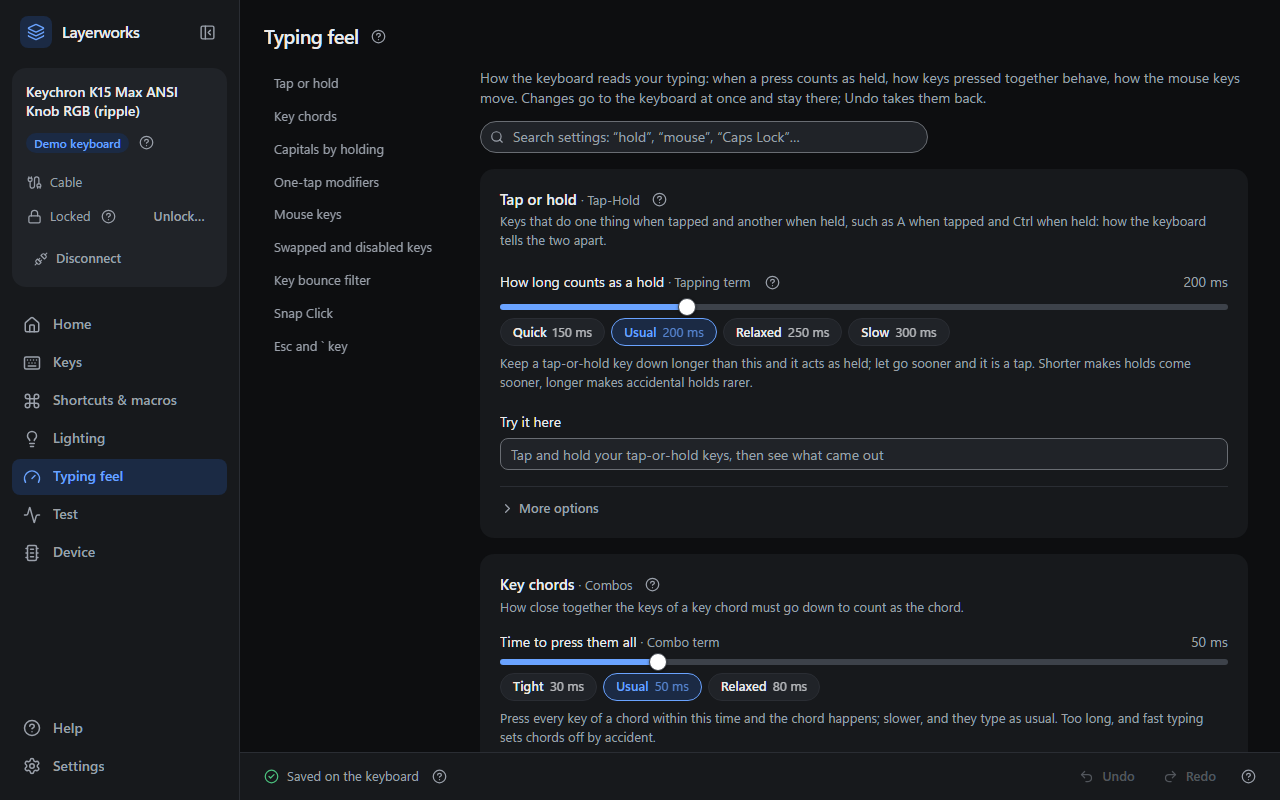 Layerworks
Keychron K15 Max ANSI
Knob RGB (ripple)
Demo keyboard
Cable
Locked
Unlock...
Disconnect
Home
Keys
Shortcuts & macros
Lighting
Typing feel
Test
Device
Help
Settings
Typing feel
Tap or hold
Key chords
Capitals by holding
One-tap modifiers
Mouse keys
Swapped and disabled keys
Key bounce filter
Snap Click
Esc and ` key
How the keyboard reads your typing: when a press counts as held, how keys pressed together behave, how the mouse keys
move. Changes go to the keyboard at once and stay there; Undo takes them back.
Search settings: “hold”, “mouse”, “Caps Lock”…
Tap or hold · Tap-Hold
Keys that do one thing when tapped and another when held, such as A when tapped and Ctrl when held: how the keyboard
tells the two apart.
How long counts as a hold · Tapping term
200 ms
Quick 150 ms
Usual 200 ms
Relaxed 250 ms
Slow 300 ms
Keep a tap-or-hold key down longer than this and it acts as held; let go sooner and it is a tap. Shorter makes holds come
sooner, longer makes accidental holds rarer.
Try it here
Tap and hold your tap-or-hold keys, then see what came out
More options
Key chords · Combos
How close together the keys of a key chord must go down to count as the chord.
Time to press them all · Combo term
50 ms
Tight 30 ms
Usual 50 ms
Relaxed 80 ms
Press every key of a chord within this time and the chord happens; slower, and they type as usual. Too long, and fast typing
sets chords off by accident.
Saved on the keyboard
Undo
Redo